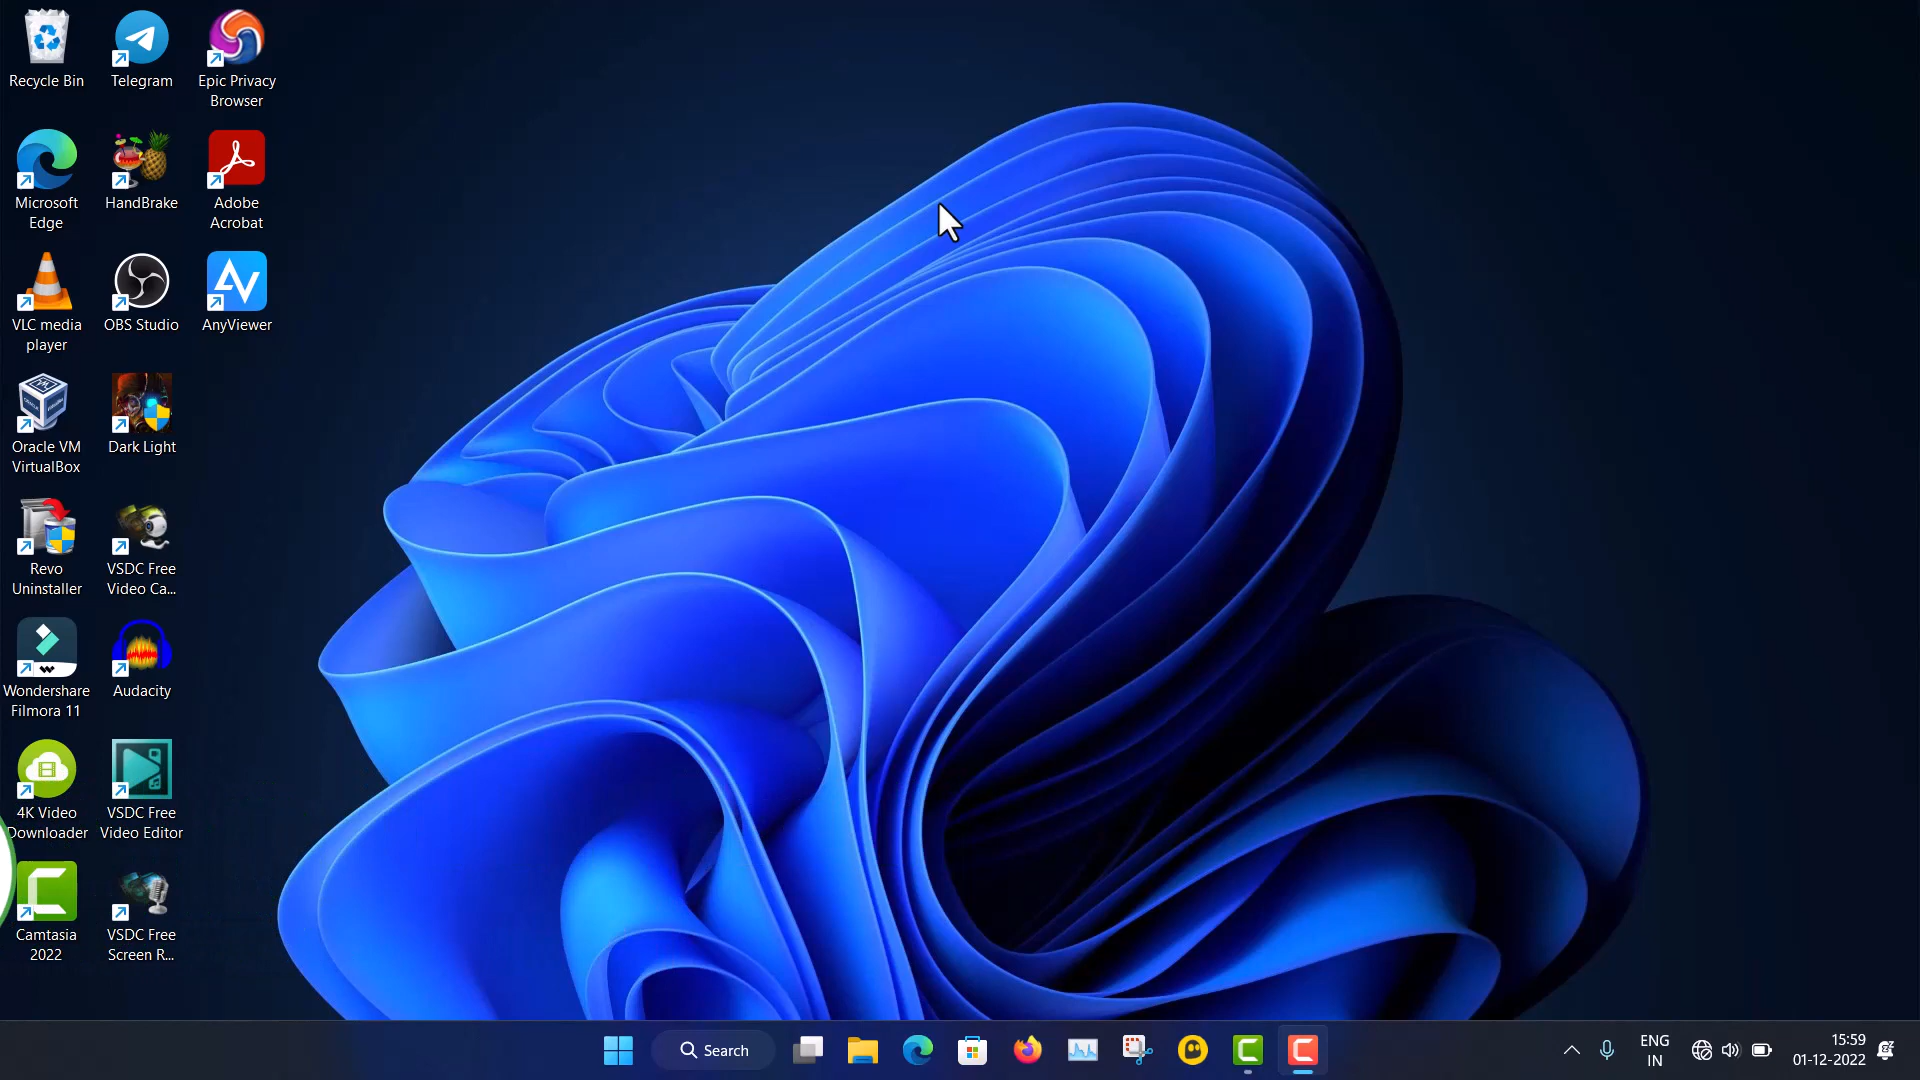 Recycle Bin
Telegram
Epic Privacy
Browser
Microsoft
Edge
HandBrake
Adobe
Acrobat
VLC media
player
OBS Studio
AnyViewer
Oracle VM
VirtualBox
Dark Light
Revo
Uninstaller
VSDC Free
Video Ca...
Wondershare
Filmora 11
Audacity
4K Video
Downloader
VSDC Free
Video Editor
Camtasia
2022
VSDC Free
Screen R...
Search
ENG
IN
15:59
01-12-2022